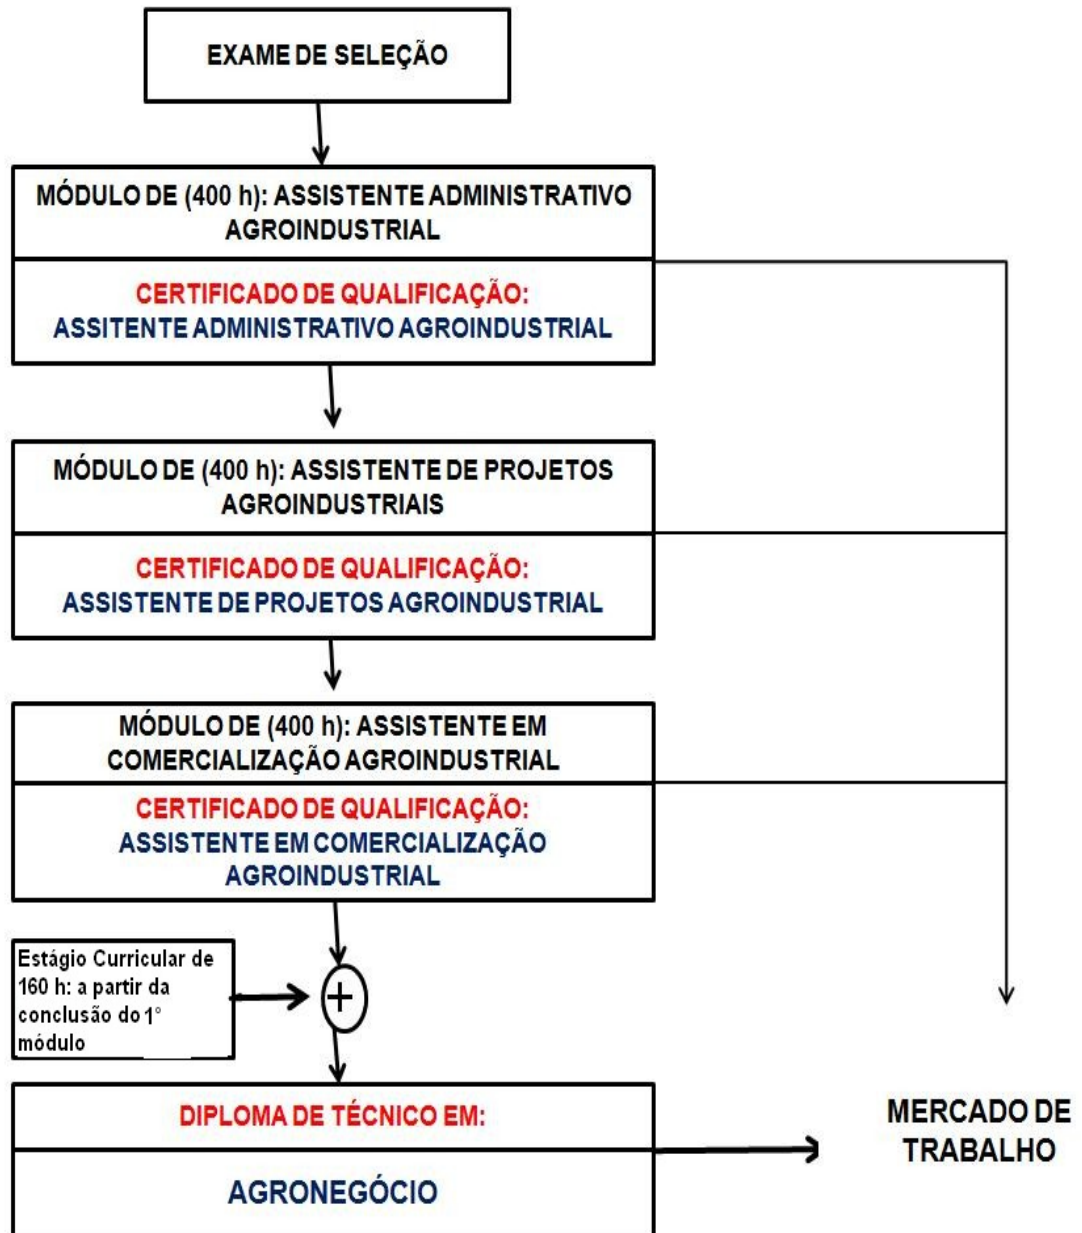 EXAME DE SELEÇÃO
MÓDULO DE (400 h): ASSISTENTE ADMINISTRATIVO
AGROINDUSTRIAL
CERTIFICADO DE QUALIFICAÇÃO:
ASSITENTE ADMINISTRATIVO AGROINDUSTRIAL
MÓDULO DE (400 h): ASSISTENTE DE PROJETOS
AGROINDUSTRIAIS
CERTIFICADO DE QUALIFICAÇÃO:
ASSISTENTE DE PROJETOS AGROINDUSTRIAL
MÓDULO DE (400 h): ASSISTENTE EM
COMERCIALIZAÇÃO AGROINDUSTRIAL
CERTIFICADO DE QUALIFICAÇÃO:
ASSISTENTE EM COMERCIALIZAÇÃO
AGROINDUSTRIAL
Estágio Curricular de
160 h: a partir da
conclusão do 1°
módulo
+
DIPLOMA DE TÉCNICO EM:
AGRONEGÓCIO
MERCADO DE
TRABALHO